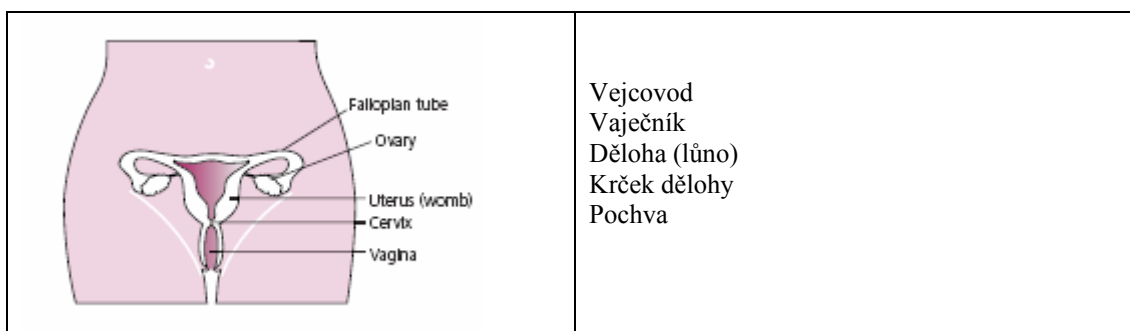 Fallopian tube
Ovary
Uterus (womb)
Cervix
Vagina
Vejcovod
Vaječník
Děloha (lůno)
Krček dělohy
Pochva